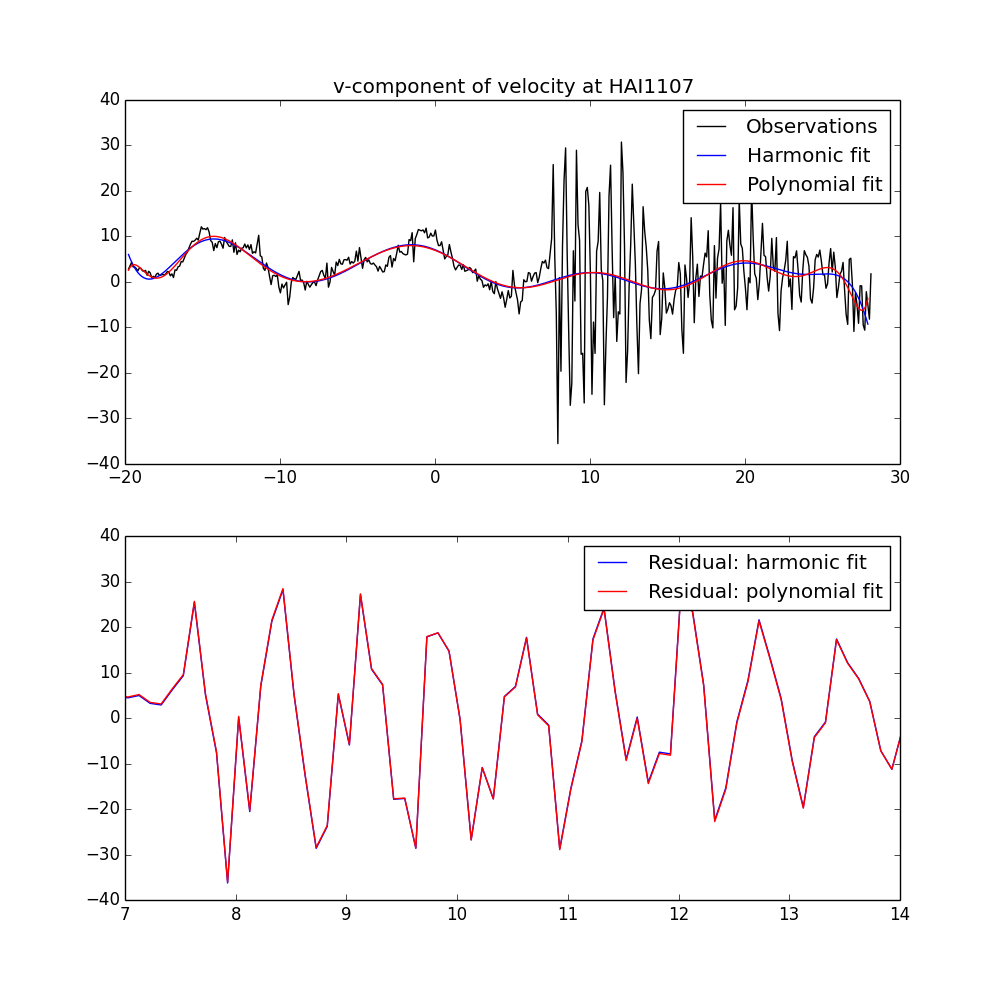 v-component of velocity at HAI1107
40
30
20
10
0
−10
−20
−30
−40
Observations
Harmonic fit
Polynomial fit
−20 −10 0 10 20 30
40
30
20
10
0
−10
−20
−30
−40
Residual: harmonic fit
Residual: polynomial fit
7 8 9 10 11 12 13 14